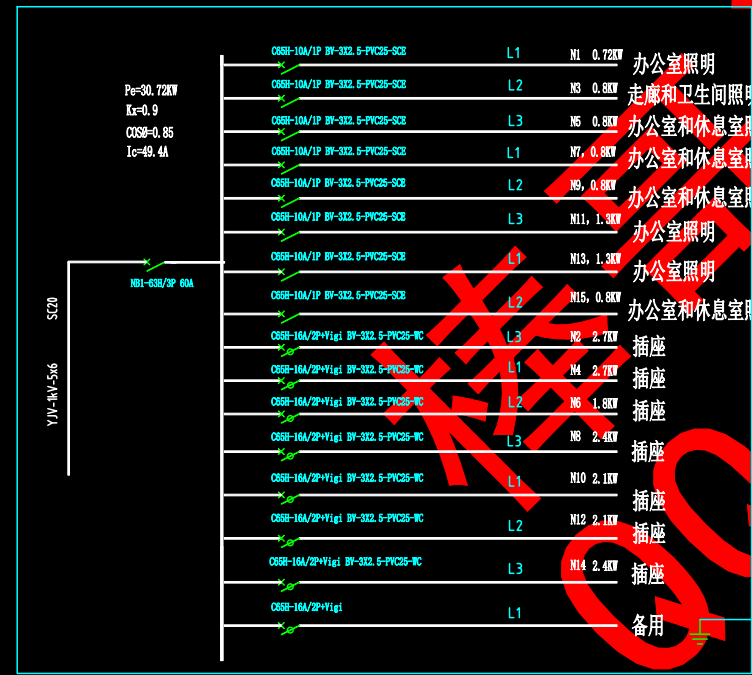 C65H-10A/1P BV-3X2.5-PVC25-SCE L1 N1 0.72KW 办公室照明
C65H-10A/1P BV-3X2.5-PVC25-SCE L2 N3 0.8KW 走廊和卫生间照明
C65H-10A/1P BV-3X2.5-PVC25-SCE L3 N5 0.8KW 办公室和休息室照
C65H-10A/1P BV-3X2.5-PVC25-SCE L1 N7, 0.8KW 办公室和休息室照
C65H-10A/1P BV-3X2.5-PVC25-SCE L2 N9, 0.8KW 办公室和休息室照
C65H-10A/1P BV-3X2.5-PVC25-SCE L3 N11, 1.3KW 办公室照明
C65H-10A/1P BV-3X2.5-PVC25-SCE L1 N13, 1.3KW 办公室照明
C65H-10A/1P BV-3X2.5-PVC25-SCE L2 N15, 0.8KW 办公室和休息室照
C65H-16A/2P+Vigi BV-3X2.5-PVC25-WC L3 N2 2.7KW 插座
C65H-16A/2P+Vigi BV-3X2.5-PVC25-WC L1 N4 2.7KW 插座
C65H-16A/2P+Vigi BV-3X2.5-PVC25-WC L2 N6 1.8KW 插座
C65H-16A/2P+Vigi BV-3X2.5-PVC25-WC L3 N8 2.4KW 插座
C65H-16A/2P+Vigi BV-3X2.5-PVC25-WC L1 N10 2.1KW 插座
C65H-16A/2P+Vigi BV-3X2.5-PVC25-WC L2 N12 2.1KW 插座
C65H-16A/2P+Vigi BV-3X2.5-PVC25-WC L3 N14 2.4KW 插座
C65H-16A/2P+Vigi L1 备用
Pe=30.72KW
Kx=0.9
COSØ=0.85
Ic=49.4A
NB1-63H/3P 60A
YJV-1kV-5x6 SC20
QQ